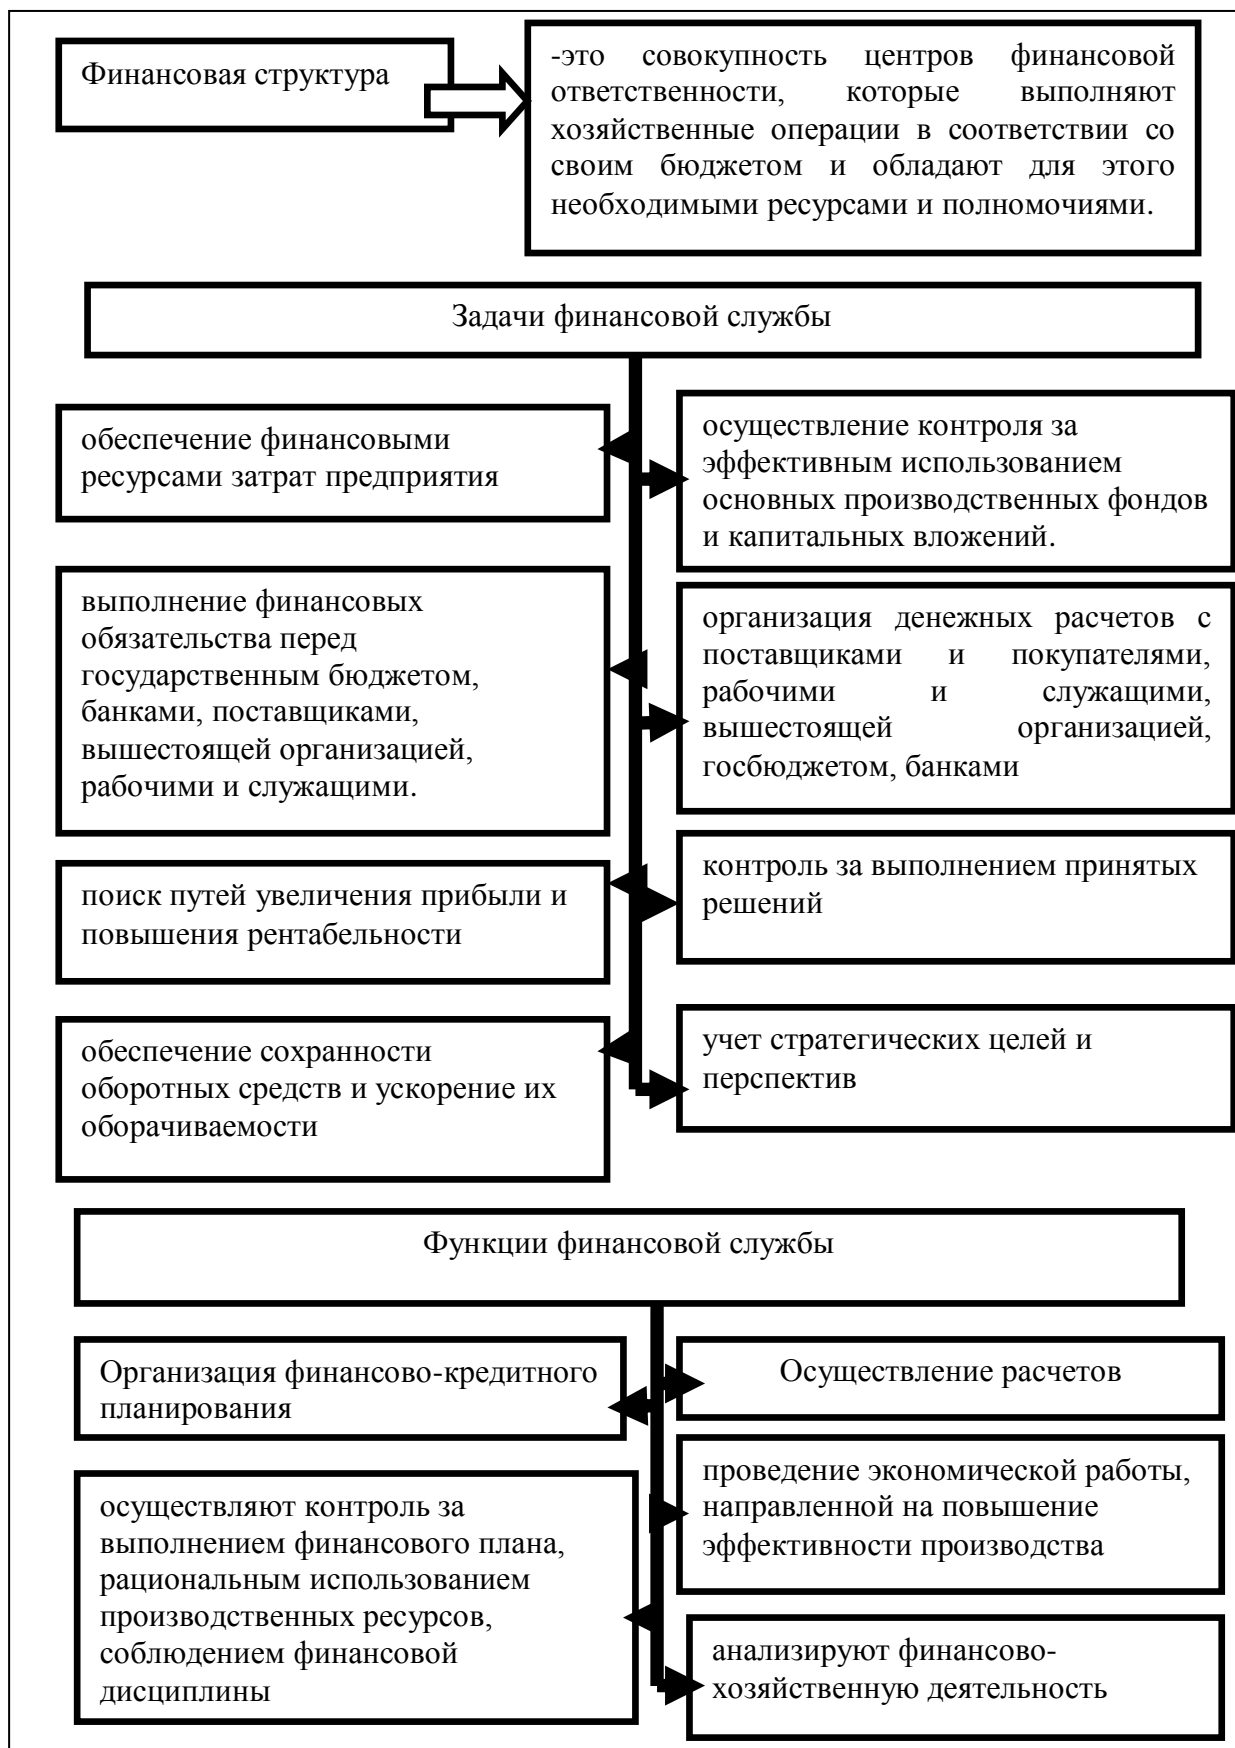 Финансовая структура
-это совокупность центров финансовой
ответственности, которые выполняют
хозяйственные операции в соответствии со
своим бюджетом и обладают для этого
необходимыми ресурсами и полномочиями.
Задачи финансовой службы
обеспечение финансовыми
ресурсами затрат предприятия
осуществление контроля за
эффективным использованием
основных производственных фондов
и капитальных вложений.
выполнение финансовых
обязательства перед
государственным бюджетом,
банками, поставщиками,
вышестоящей организацией,
рабочими и служащими.
организация денежных расчетов с
поставщиками и покупателями,
рабочими и служащими,
вышестоящей организацией,
госбюджетом, банками
поиск путей увеличения прибыли и
повышения рентабельности
контроль за выполнением принятых
решений
обеспечение сохранности
оборотных средств и ускорение их
оборачиваемости
учет стратегических целей и
перспектив
Функции финансовой службы
Организация финансово-кредитного
планирования
Осуществление расчетов
осуществляют контроль за
выполнением финансового плана,
рациональным использованием
производственных ресурсов,
соблюдением финансовой
дисциплины
проведение экономической работы,
направленной на повышение
эффективности производства
анализируют финансово-
хозяйственную деятельность